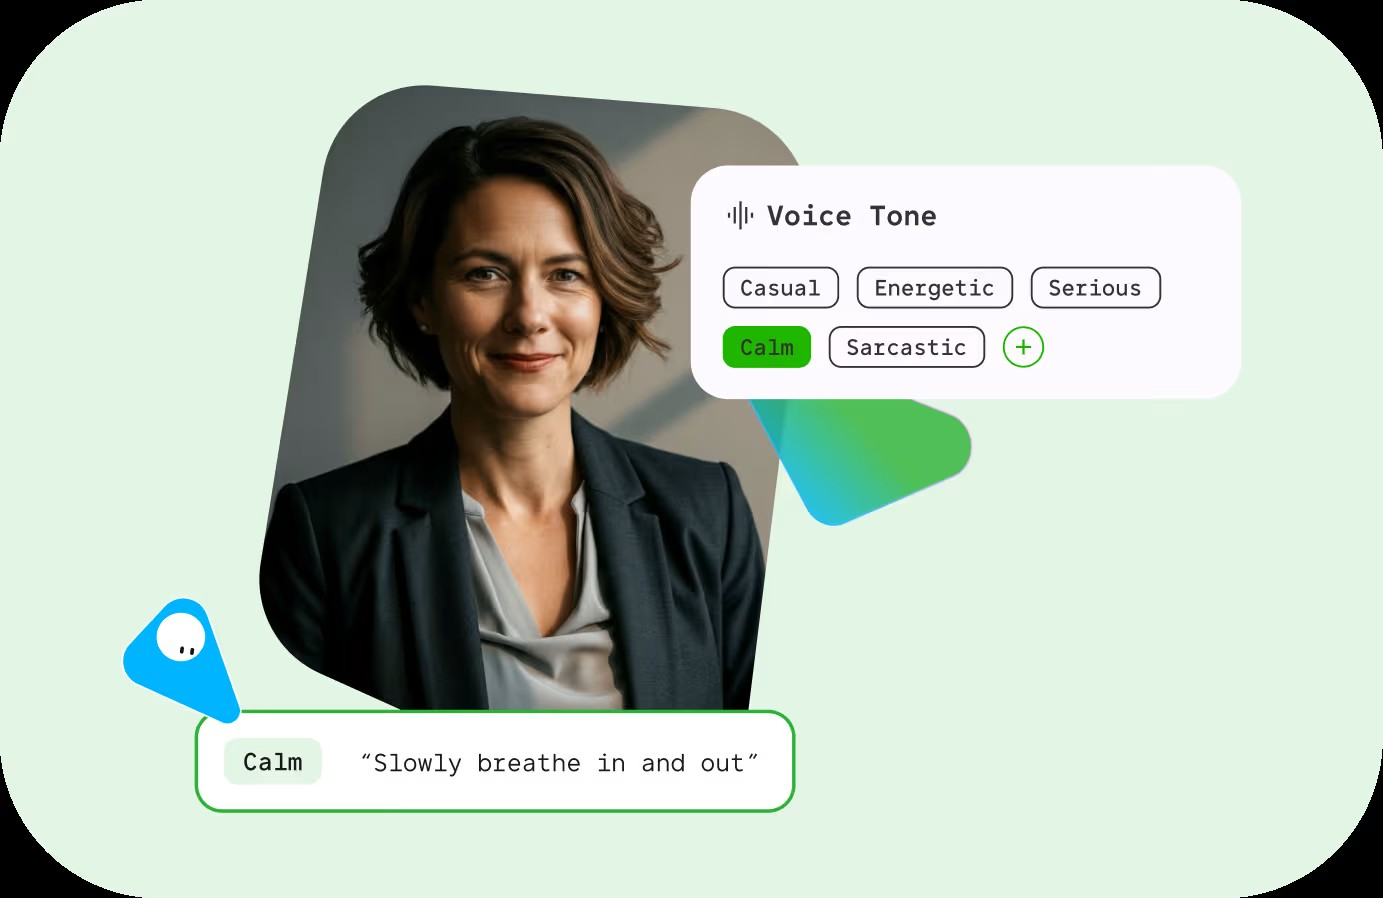 Voice Tone
Casual Energetic Serious
Calm Sarcastic +
Calm “Slowly breathe in and out”